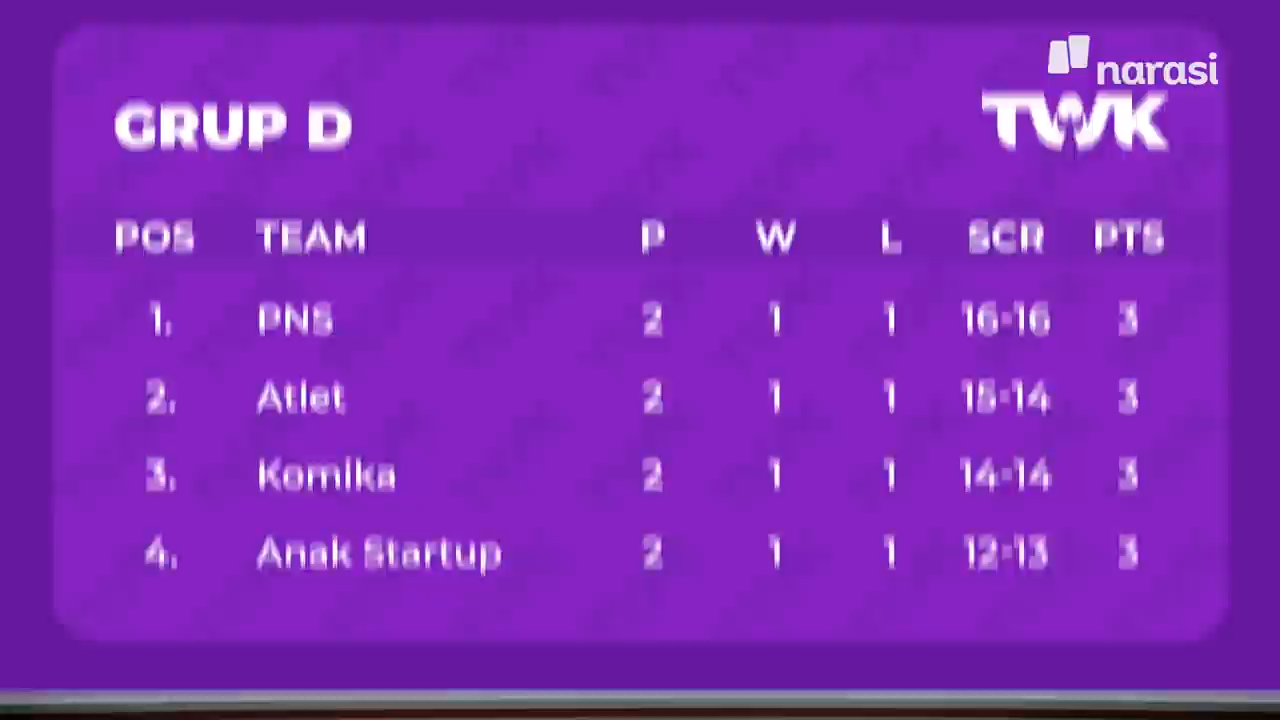 narasi
GRUP D TWK
POS TEAM P W L SCR PTS
1. PNS 2 1 1 16-16 3
2. Atlet 2 1 1 15-14 3
3. Komika 2 1 1 14-14 3
4. Anak Startup 2 1 1 12-13 3